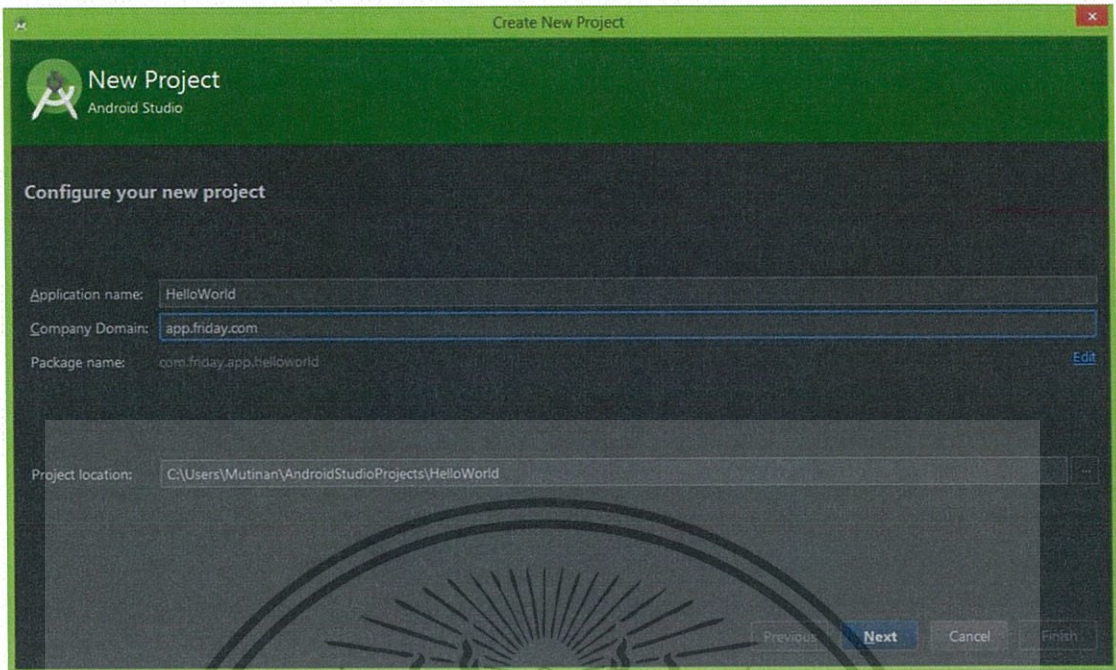 Create New Project
New Project
Android Studio
Configure your new project
Application name: HelloWorld
Company Domain: app.friday.com
Package name: com.friday.app.helloworld
Edit
Project location: C:\Users\Mutinan\AndroidStudioProjects\HelloWorld
...
Previous Next Cancel Finish